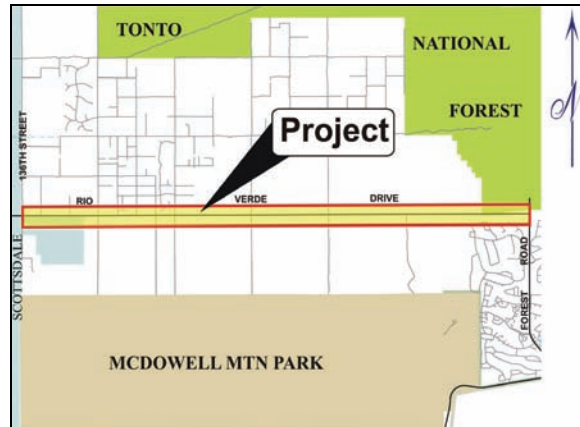 TONTO
NATIONAL
FOREST
Project
136TH STREET
RIO VERDE DRIVE
SCOTTSDALE
FOREST ROAD
MCDOWELL MTN PARK
N